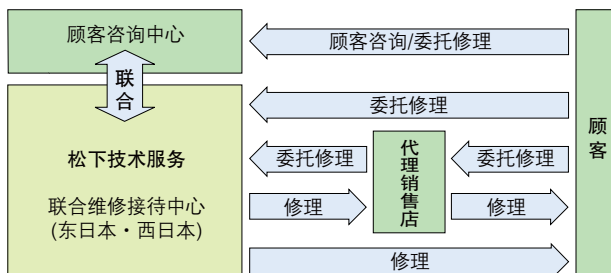 顾客咨询中心
顾客咨询/委托修理
联合
委托修理
顾客
松下技术服务
联合维修接待中心
(东日本・西日本)
委托修理
代理销售店
委托修理
修理
修理
修理